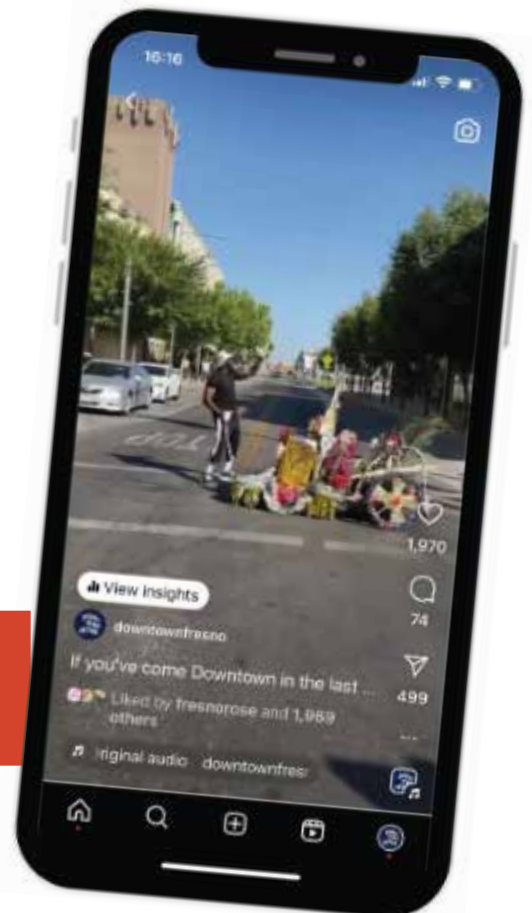 16:16
1,970
View Insights
74
downtownfresno
If you've come Downtown in the last ...
499
Liked by fresnorose and 1,969
others
riginal audio downtownfres